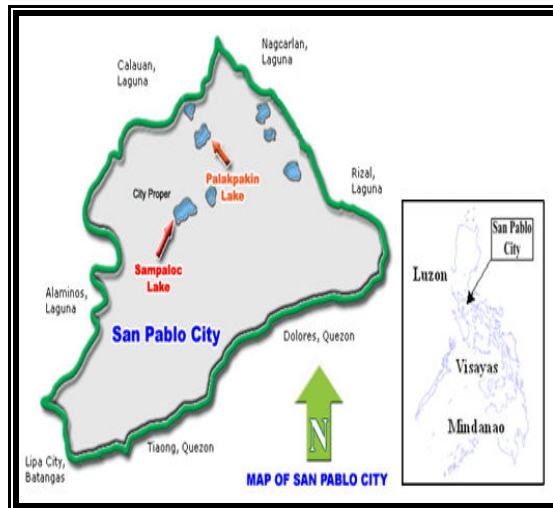 Nagcarlan,
Laguna
Calauan,
Laguna
Palakpakin
Lake
City Proper
Rizal,
Laguna
Sampaloc
Lake
Alaminos,
Laguna
San Pablo City
Dolores, Quezon
Tiaong, Quezon
Lipa City,
Batangas
N
MAP OF SAN PABLO CITY
San Pablo
City
Luzon
Visayas
Mindanao